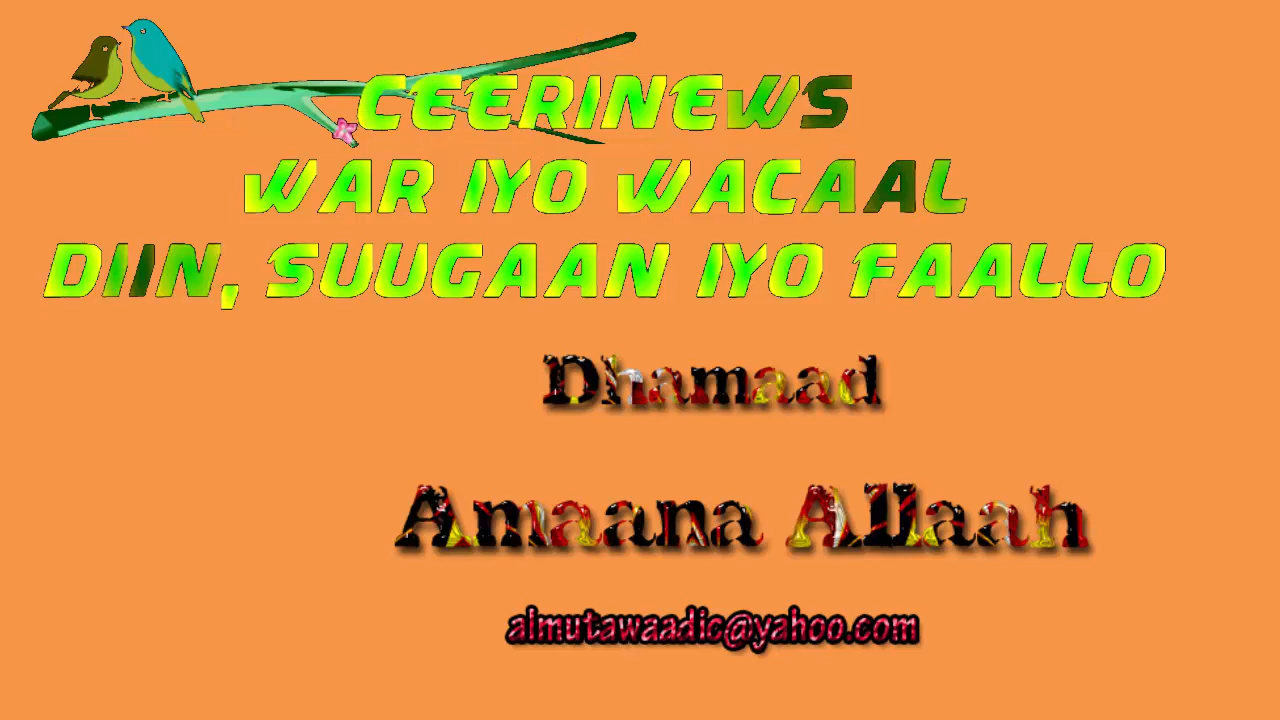 CEERINEWS
WAR IYO WACAAL
DIIN, SUUGAAN IYO FAALLO
Dhamaad
Amaana Allaah
almutawaadic@yahoo.com